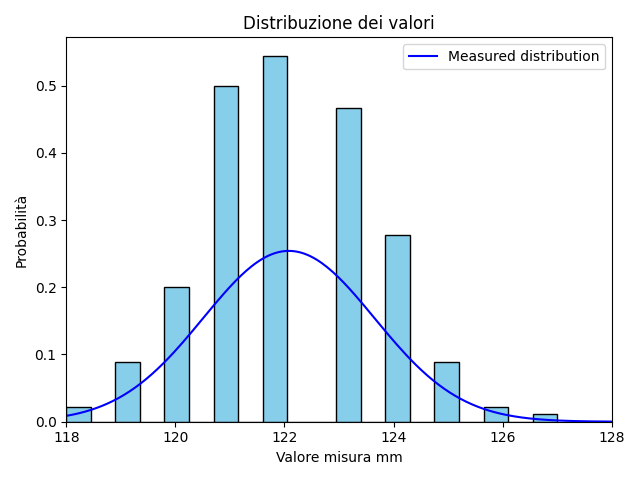 Distribuzione dei valori
Measured distribution
Probabilità
0.5
0.4
0.3
0.2
0.1
0.0
118 120 122 124 126 128
Valore misura mm